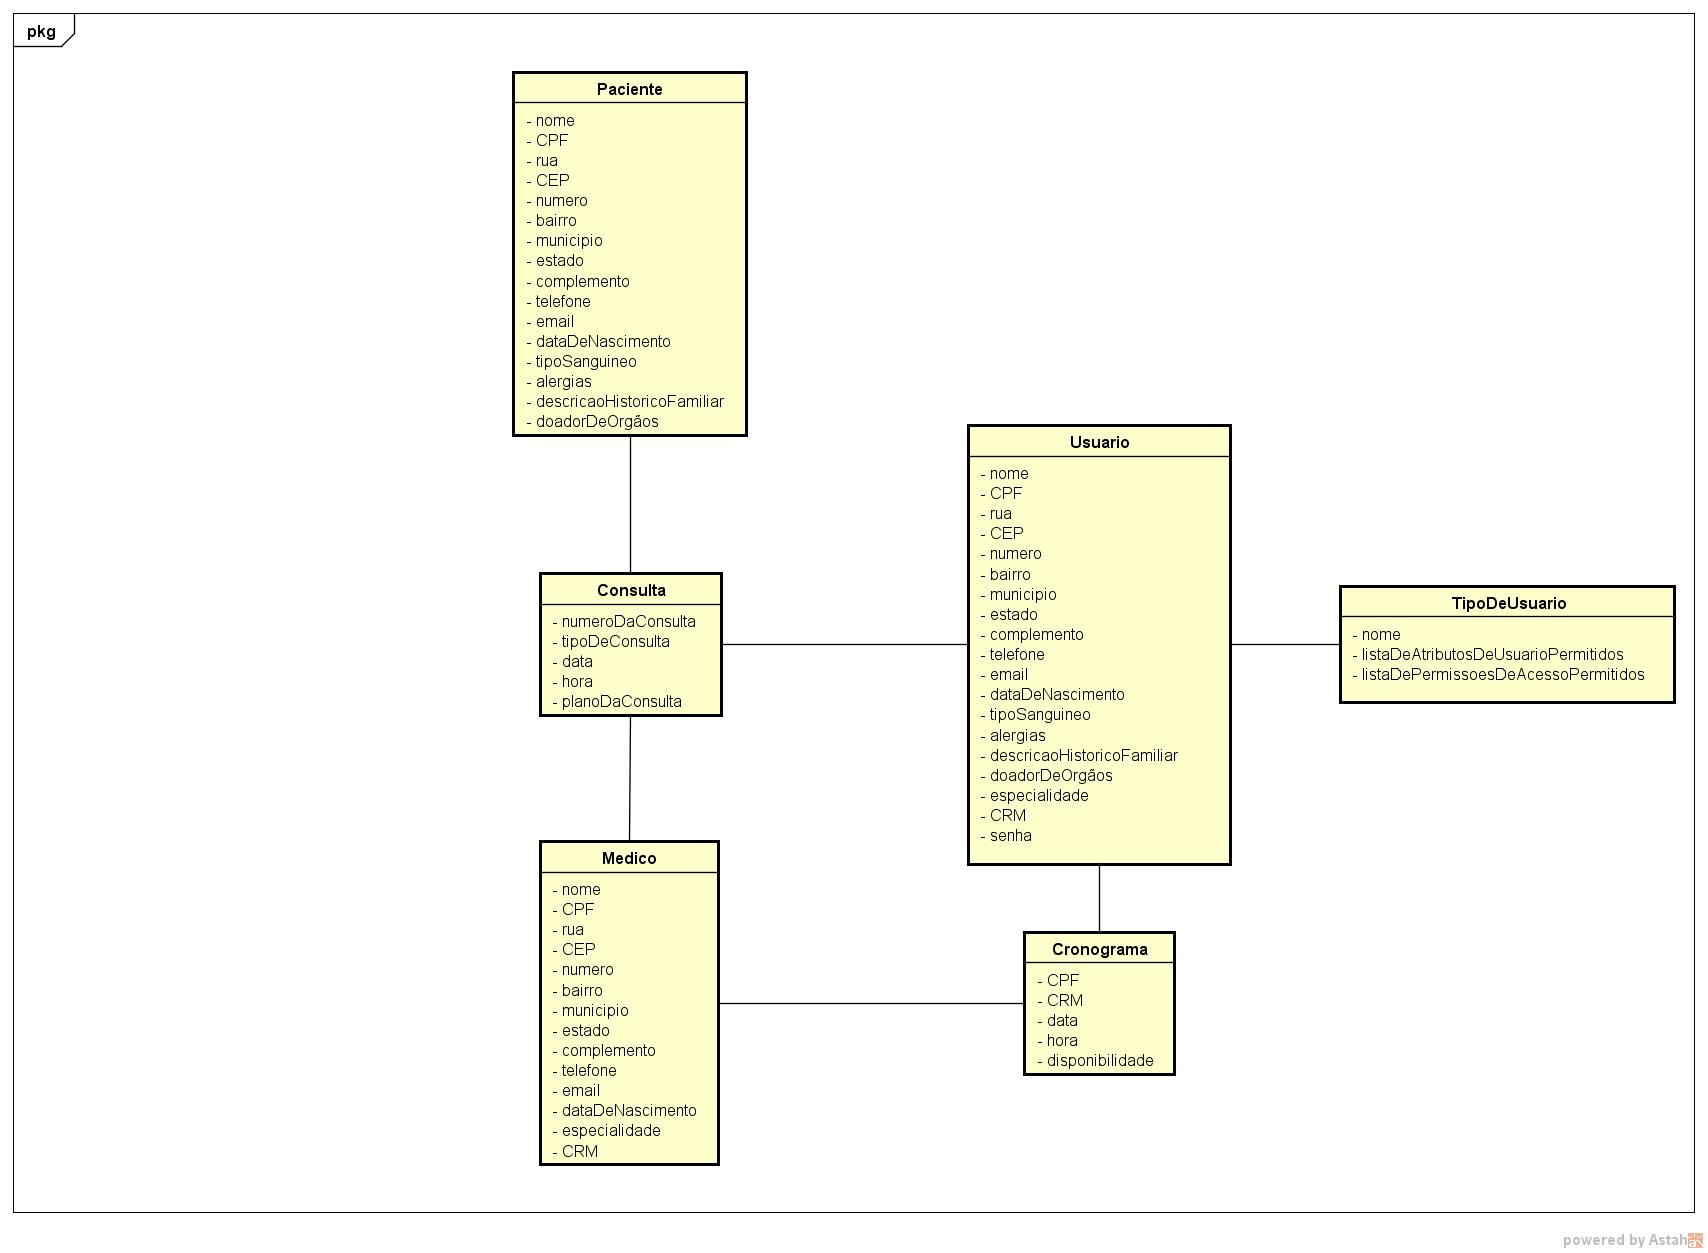 pkg
Paciente
- nome
- CPF
- rua
- CEP
- numero
- bairro
- municipio
- estado
- complemento
- telefone
- email
- dataDeNascimento
- tipoSanguineo
- alergias
- descricaoHistoricoFamiliar
- doadorDeOrgãos
Usuario
- nome
- CPF
- rua
- CEP
- numero
- bairro
- municipio
- estado
- complemento
- telefone
- email
- dataDeNascimento
- tipoSanguineo
- alergias
- descricaoHistoricoFamiliar
- doadorDeOrgãos
- especialidade
- CRM
- senha
Consulta
- numeroDaConsulta
- tipoDeConsulta
- data
- hora
- planoDaConsulta
TipoDeUsuario
- nome
- listaDeAtributosDeUsuarioPermitidos
- listaDePermissoesDeAcessoPermitidos
Medico
- nome
- CPF
- rua
- CEP
- numero
- bairro
- municipio
- estado
- complemento
- telefone
- email
- dataDeNascimento
- especialidade
- CRM
Cronograma
- CPF
- CRM
- data
- hora
- disponibilidade
powered by Astah